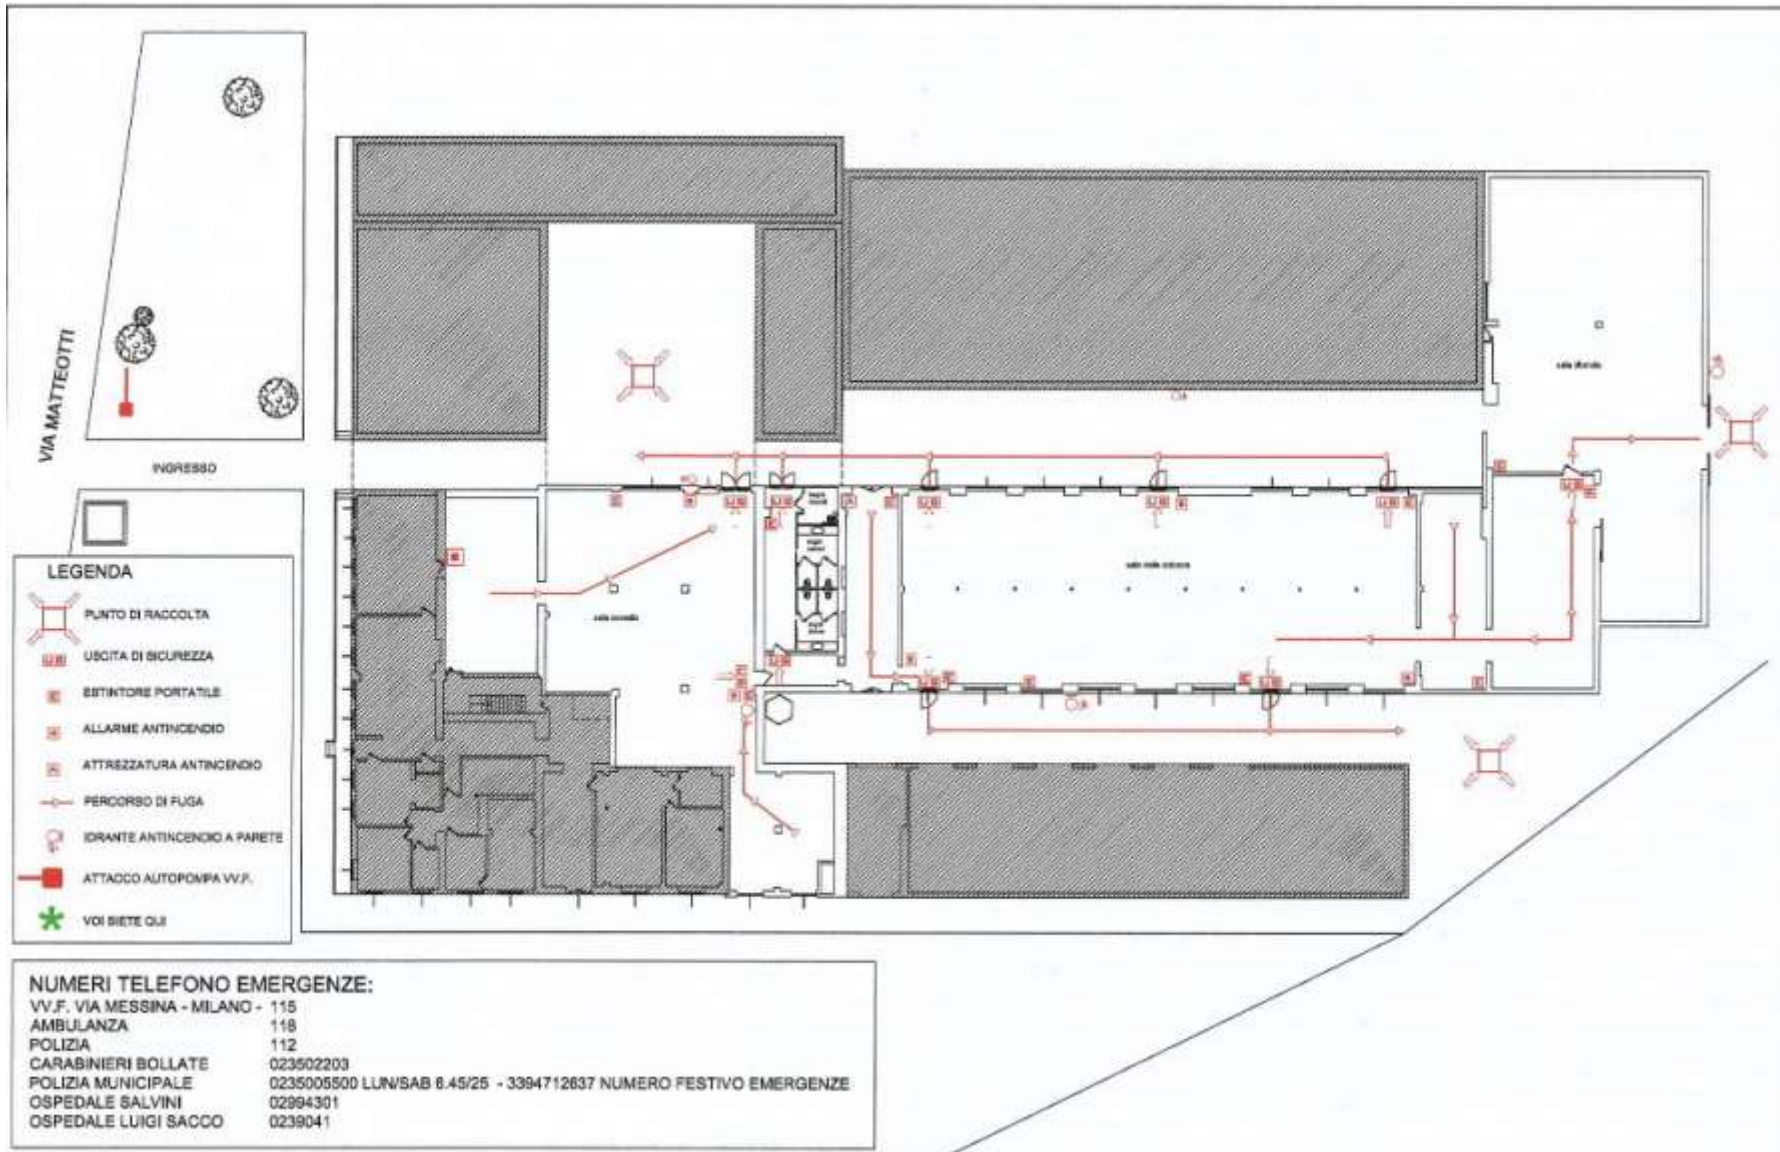 VIA MATTEOTTI
INGRESSO
LEGENDA
PUNTO DI RACCOLTA
USCITA DI SICUREZZA
ESTINTORE PORTATILE
ALLARME ANTINCENDIO
ATTREZZATURA ANTINCENDIO
PERCORSO DI FUGA
IDRANTE ANTINCENDIO A PARETE
ATTACCO AUTOPOMPA VV.F.
VOI SIETE QUI
NUMERI TELEFONO EMERGENZE:
VV.F. VIA MESSINA - MILANO - 115
AMBULANZA 118
POLIZIA 112
CARABINIERI BOLLATE 023502203
POLIZIA MUNICIPALE 0235005500 LUN/SAB 8.45/25 - 3394712637 NUMERO FESTIVO EMERGENZE
OSPEDALE SALVINI 02994301
OSPEDALE LUIGI SACCO 0239041